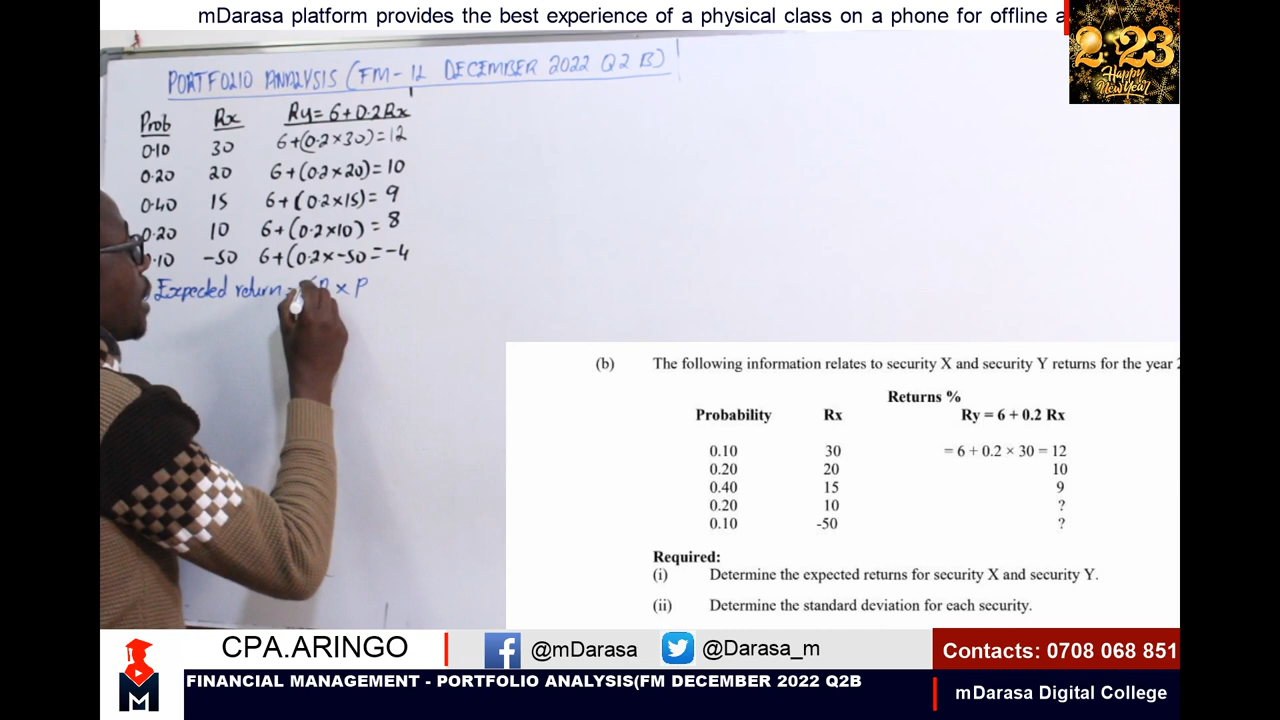 mDarasa platform provides the best experience of a physical class on a phone for offline a
2023
Happy
New Year
PORTFOLIO ANALYSIS (FM-12 DECEMBER 2022 Q2 B)
Prob Rx Ry = 6+0.2Rx
0.10 30 6+(0.2×30)=12
0.20 20 6+(0.2×20)=10
0.40 15 6+(0.2×15)=9
0.20 10 6+(0.2×10)=8
0.10 -50 6+(0.2×-50=-4
Expected return = × P
(b) The following information relates to security X and security Y returns for the year
Returns %
Probability Rx Ry = 6 + 0.2 Rx
0.10 30 = 6 + 0.2 × 30 = 12
0.20 20 10
0.40 15 9
0.20 10 ?
0.10 -50 ?
Required:
(i) Determine the expected returns for security X and security Y.
(ii) Determine the standard deviation for each security.
CPA.ARINGO
@mDarasa
@Darasa_m
Contacts: 0708 068 851
FINANCIAL MANAGEMENT - PORTFOLIO ANALYSIS(FM DECEMBER 2022 Q2B
mDarasa Digital College